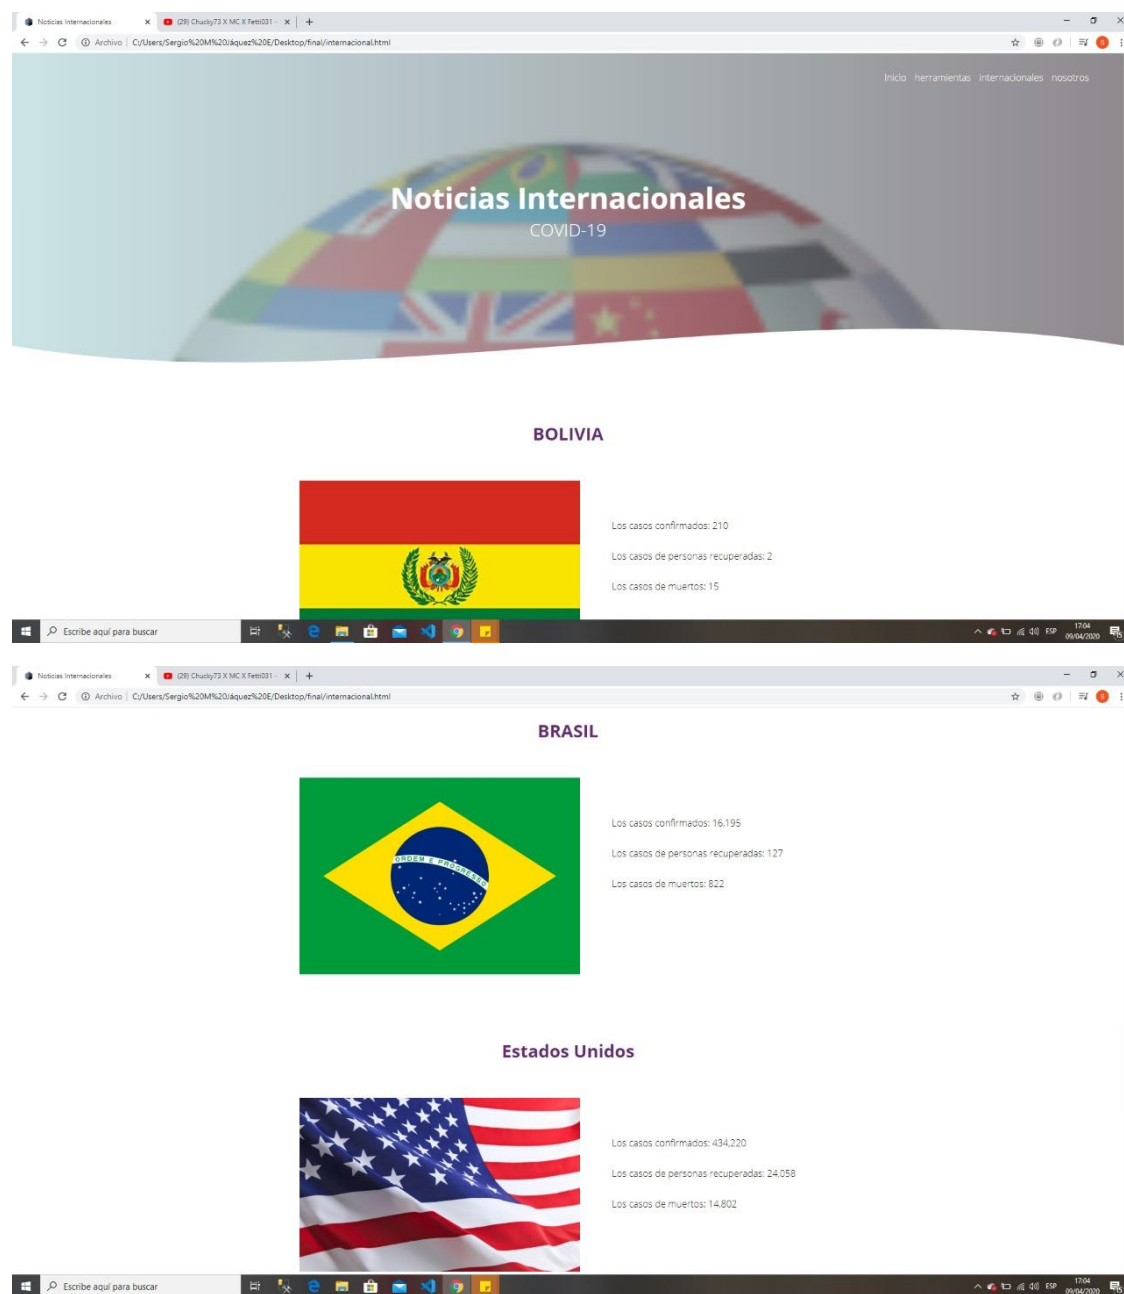 Noticias Internacionales
(29) Chucky73 X MC X Fetti031 -
Archivo
C:/Users/Sergio%20M%20Jáquez%20E/Desktop/final/internacional.html
Inicio herramientas internacionales nosotros
Noticias Internacionales
COVID-19
BOLIVIA
Los casos confirmados: 210
Los casos de personas recuperadas: 2
Los casos de muertos: 15
Escribe aquí para buscar
ESP
17:04
09/04/2020
Noticias Internacionales
(29) Chucky73 X MC X Fetti031 -
Archivo
C:/Users/Sergio%20M%20Jáquez%20E/Desktop/final/internacional.html
BRASIL
ORDEM E PROGRESSO
Los casos confirmados: 16,195
Los casos de personas recuperadas: 127
Los casos de muertos: 822
Estados Unidos
Los casos confirmados: 434,220
Los casos de personas recuperadas: 24,058
Los casos de muertos: 14,802
Escribe aquí para buscar
ESP
17:04
09/04/2020